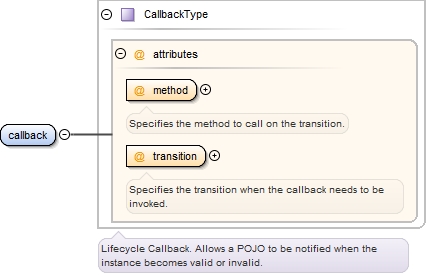 CallbackType
@ attributes
@ method
Specifies the method to call on the transition.
callback
@ transition
Specifies the transition when the callback needs to be
invoked.
Lifecycle Callback. Allows a POJO to be notified when the
instance becomes valid or invalid.